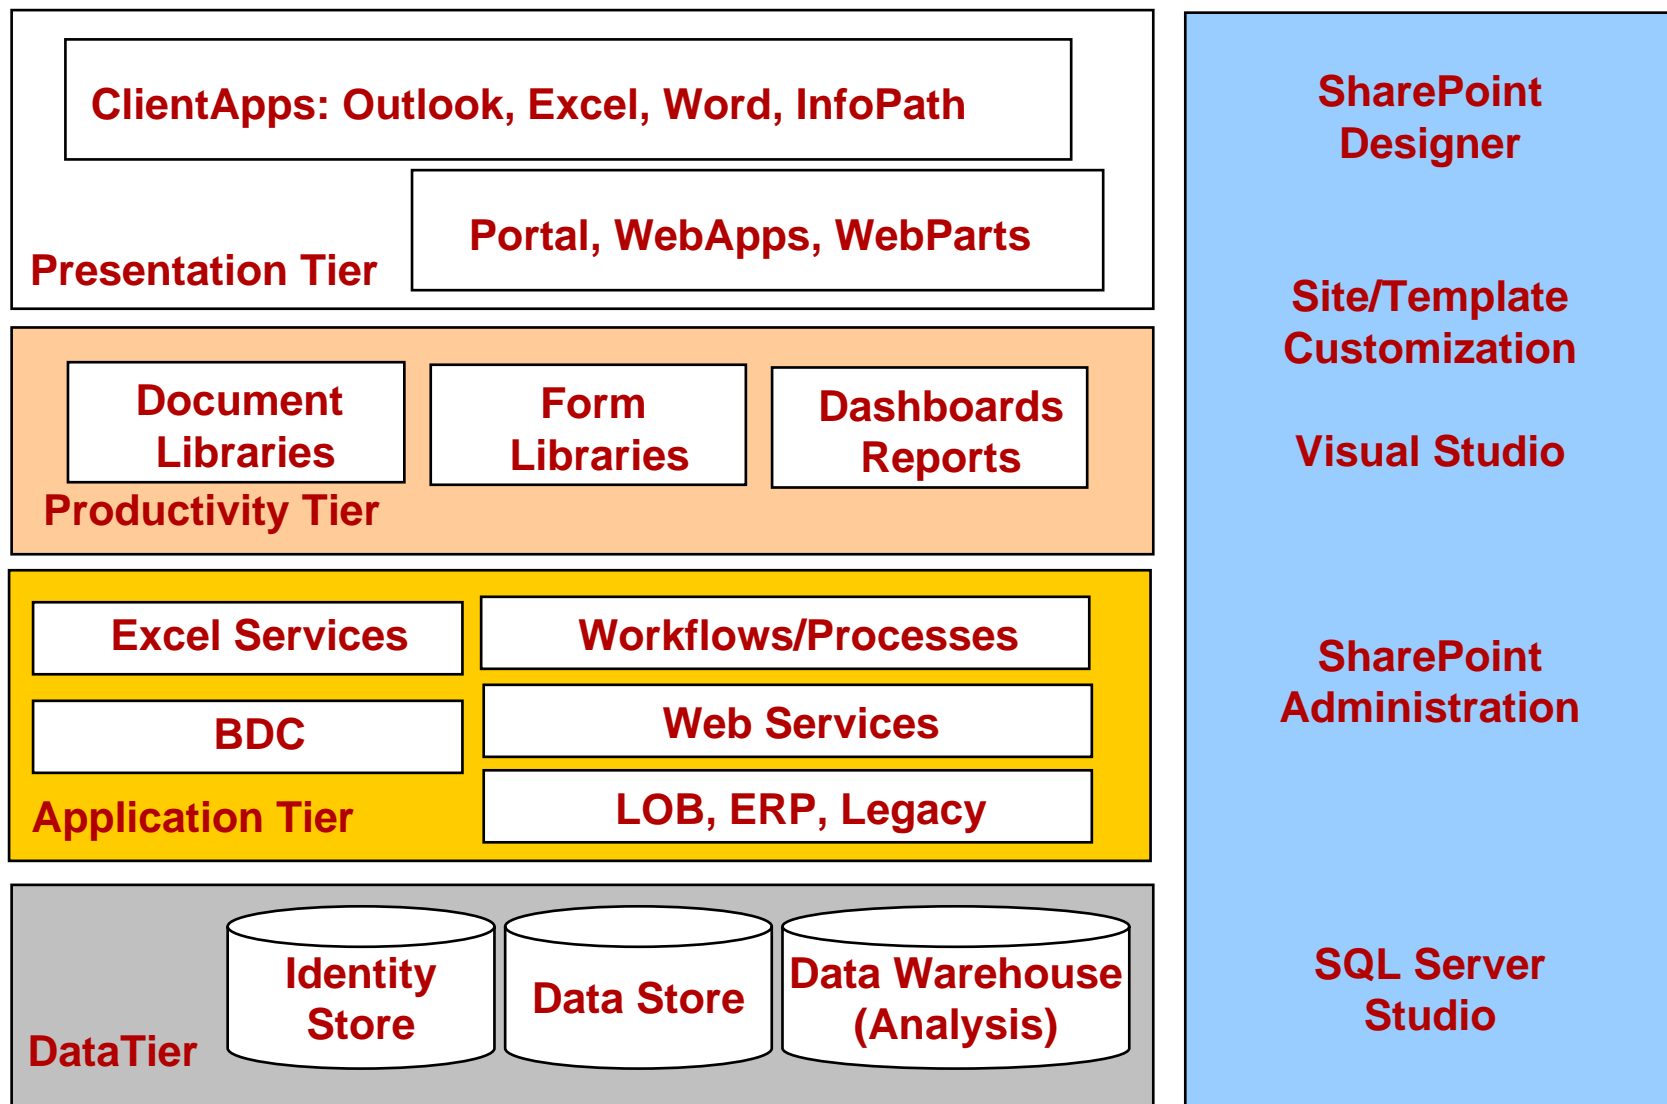 ClientApps: Outlook, Excel, Word, InfoPath
Portal, WebApps, WebParts
Presentation Tier
Document
Libraries
Form
Libraries
Dashboards
Reports
Productivity Tier
Excel Services
Workflows/Processes
BDC
Web Services
LOB, ERP, Legacy
Application Tier
Identity
Store
Data Store
Data Warehouse
(Analysis)
DataTier
SharePoint
Designer
Site/Template
Customization
Visual Studio
SharePoint
Administration
SQL Server
Studio